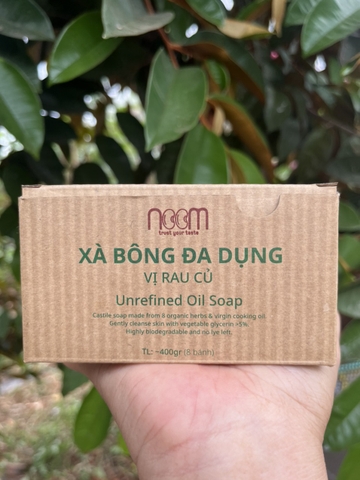 noom
trust your taste
XÀ BÔNG ĐA DỤNG
VỊ RAU CỦ
Unrefined Oil Soap
Castile soap made from 8 organic herbs & virgin cooking oil.
Gently cleanse skin with vegetable glycerin >5%.
Highly biodegradable and no lye left.
TL: ~400gr (5 bánh)